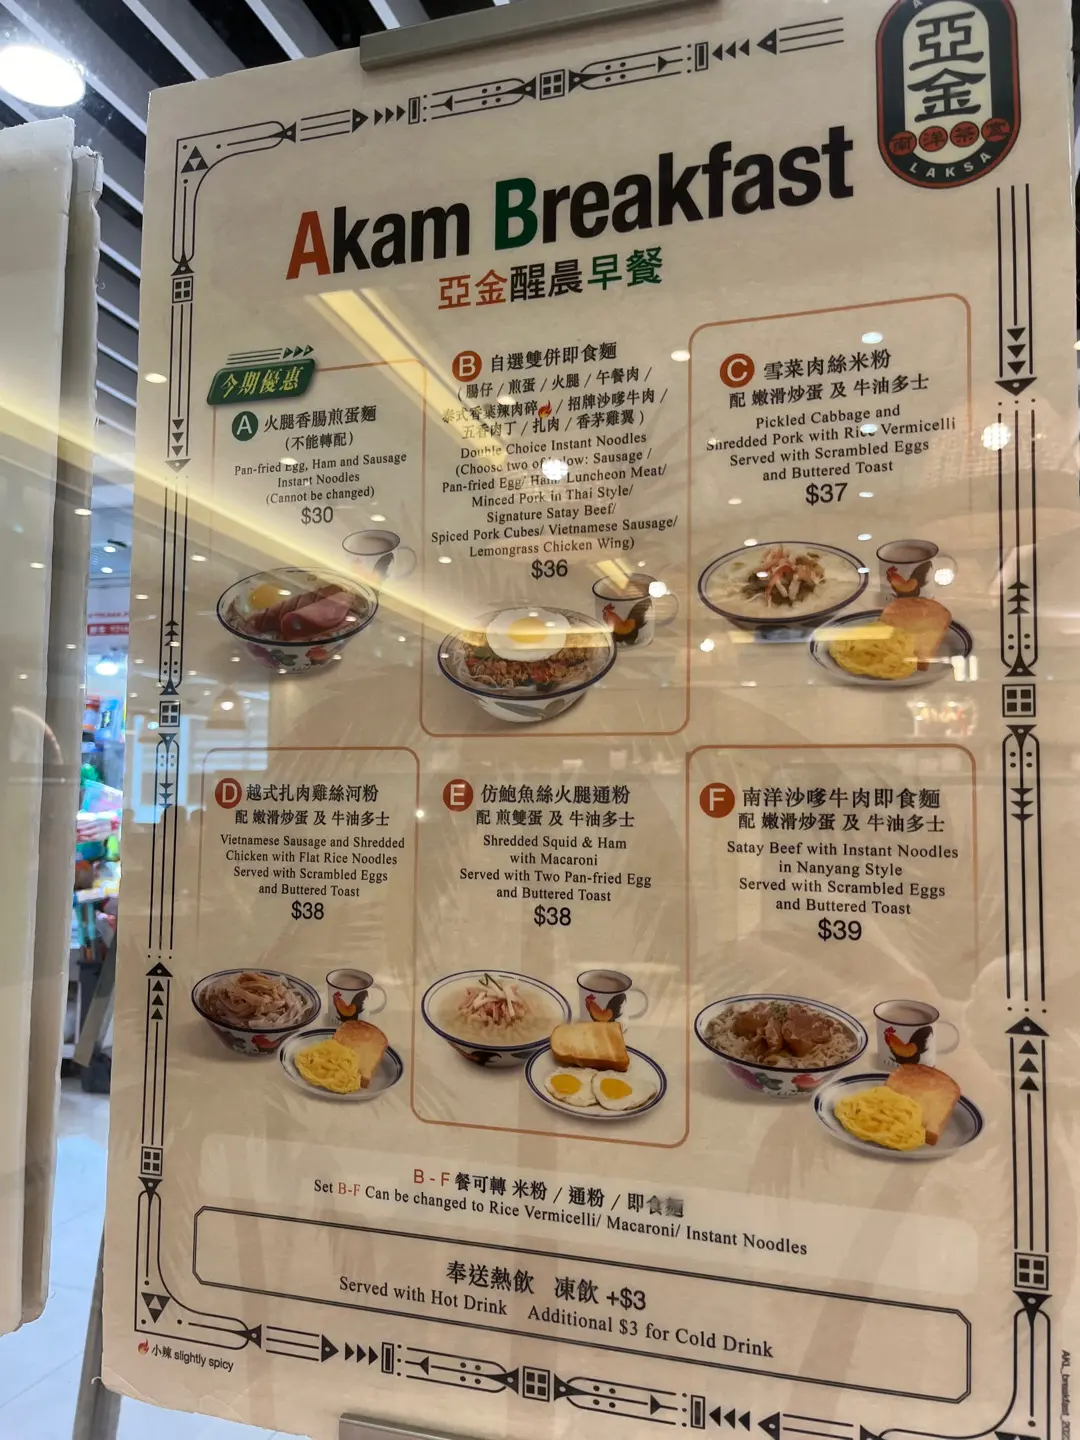 亞
金
南洋茶室
LAKSA
Akam Breakfast
亞金醒晨早餐
今期優惠
A 火腿香腸煎蛋麵
(不能轉配)
Pan-fried Egg, Ham and Sausage
Instant Noodles
(Cannot be changed)
$30
B 自選雙併即食麵
(腸仔/煎蛋/火腿/午餐肉/
泰式香葉辣肉碎/招牌沙嗲牛肉/
五香肉丁/扎肉/香茅雞翼)
Double Choice Instant Noodles
(Choose two of below: Sausage /
Pan-fried Egg/ Ham/ Luncheon Meat/
Minced Pork in Thai Style/
Signature Satay Beef/
Spiced Pork Cubes/ Vietnamese Sausage/
Lemongrass Chicken Wing)
$36
C 雪菜肉絲米粉
配 嫩滑炒蛋 及 牛油多士
Pickled Cabbage and
Shredded Pork with Rice Vermicelli
Served with Scrambled Eggs
and Buttered Toast
$37
D 越式扎肉雞絲河粉
配 嫩滑炒蛋 及 牛油多士
Vietnamese Sausage and Shredded
Chicken with Flat Rice Noodles
Served with Scrambled Eggs
and Buttered Toast
$38
E 仿鮑魚絲火腿通粉
配 煎雙蛋 及 牛油多士
Shredded Squid & Ham
with Macaroni
Served with Two Pan-fried Egg
and Buttered Toast
$38
F 南洋沙嗲牛肉即食麵
配 嫩滑炒蛋 及 牛油多士
Satay Beef with Instant Noodles
in Nanyang Style
Served with Scrambled Eggs
and Buttered Toast
$39
B-F 餐可轉 米粉 / 通粉 / 即食麵
Set B-F Can be changed to Rice Vermicelli/ Macaroni/ Instant Noodles
奉送熱飲 凍飲 +$3
Served with Hot Drink Additional $3 for Cold Drink
小辣 slightly spicy